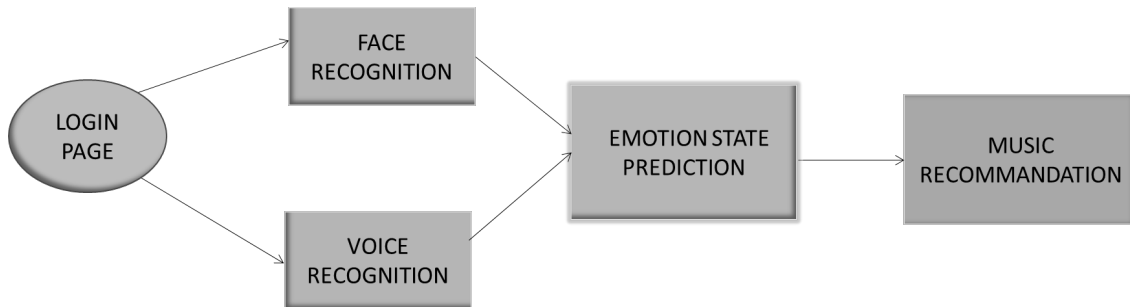 LOGIN
PAGE
FACE
RECOGNITION
VOICE
RECOGNITION
EMOTION STATE
PREDICTION
MUSIC
RECOMMANDATION